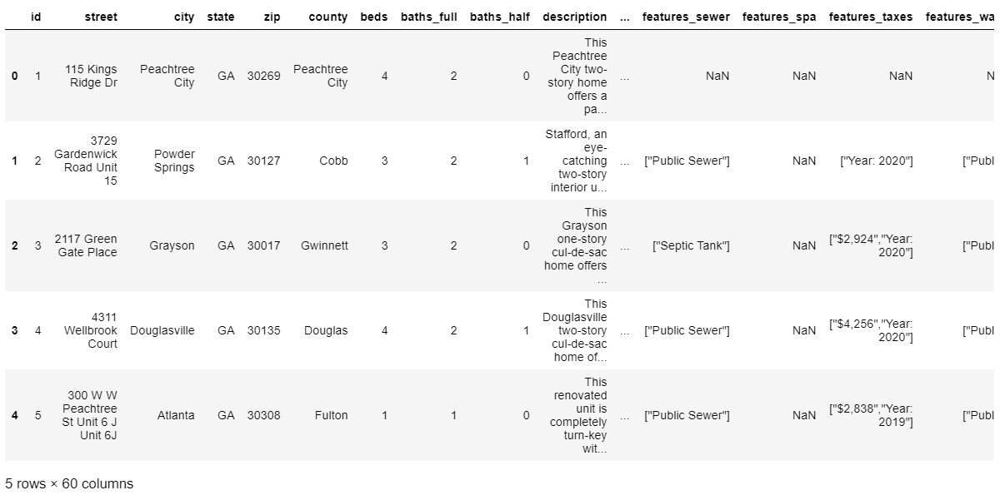 id street city state zip county beds baths_full baths_half description ... features_sewer features_spa features_taxes features_wa
This
Peachtree
115 Kings Peachtree Peachtree City two-
0 1 Ridge Dr City GA 30269 City 4 2 0 story home ... NaN NaN NaN N
offers a
pa...
3729 Stafford, an
Gardenwick Powder eye-
1 2 Road Unit Springs GA 30127 Cobb 3 2 1 catching ... ["Public Sewer"] NaN ["Year: 2020"] ["Publ
15 two-story
interior u...
This
Grayson
2117 Green one-story ["$2,924","Year:
2 3 Gate Place Grayson GA 30017 Gwinnett 3 2 0 cul-de-sac ... ["Septic Tank"] NaN 2020"] ["Publ
home offers
...
This
4311 Douglasville ["$4,256","Year:
3 4 Wellbrook Douglasville GA 30135 Douglas 4 2 1 two-story ... ["Public Sewer"] NaN 2020"] ["Publ
Court cul-de-sac
home of...
This
300 W W renovated
Peachtree unit is ["$2,838","Year:
4 5 St Unit 6 J Atlanta GA 30308 Fulton 1 1 0 completely ... ["Public Sewer"] NaN 2019"] ["Publ
Unit 6J turn-key
wit...
5 rows × 60 columns